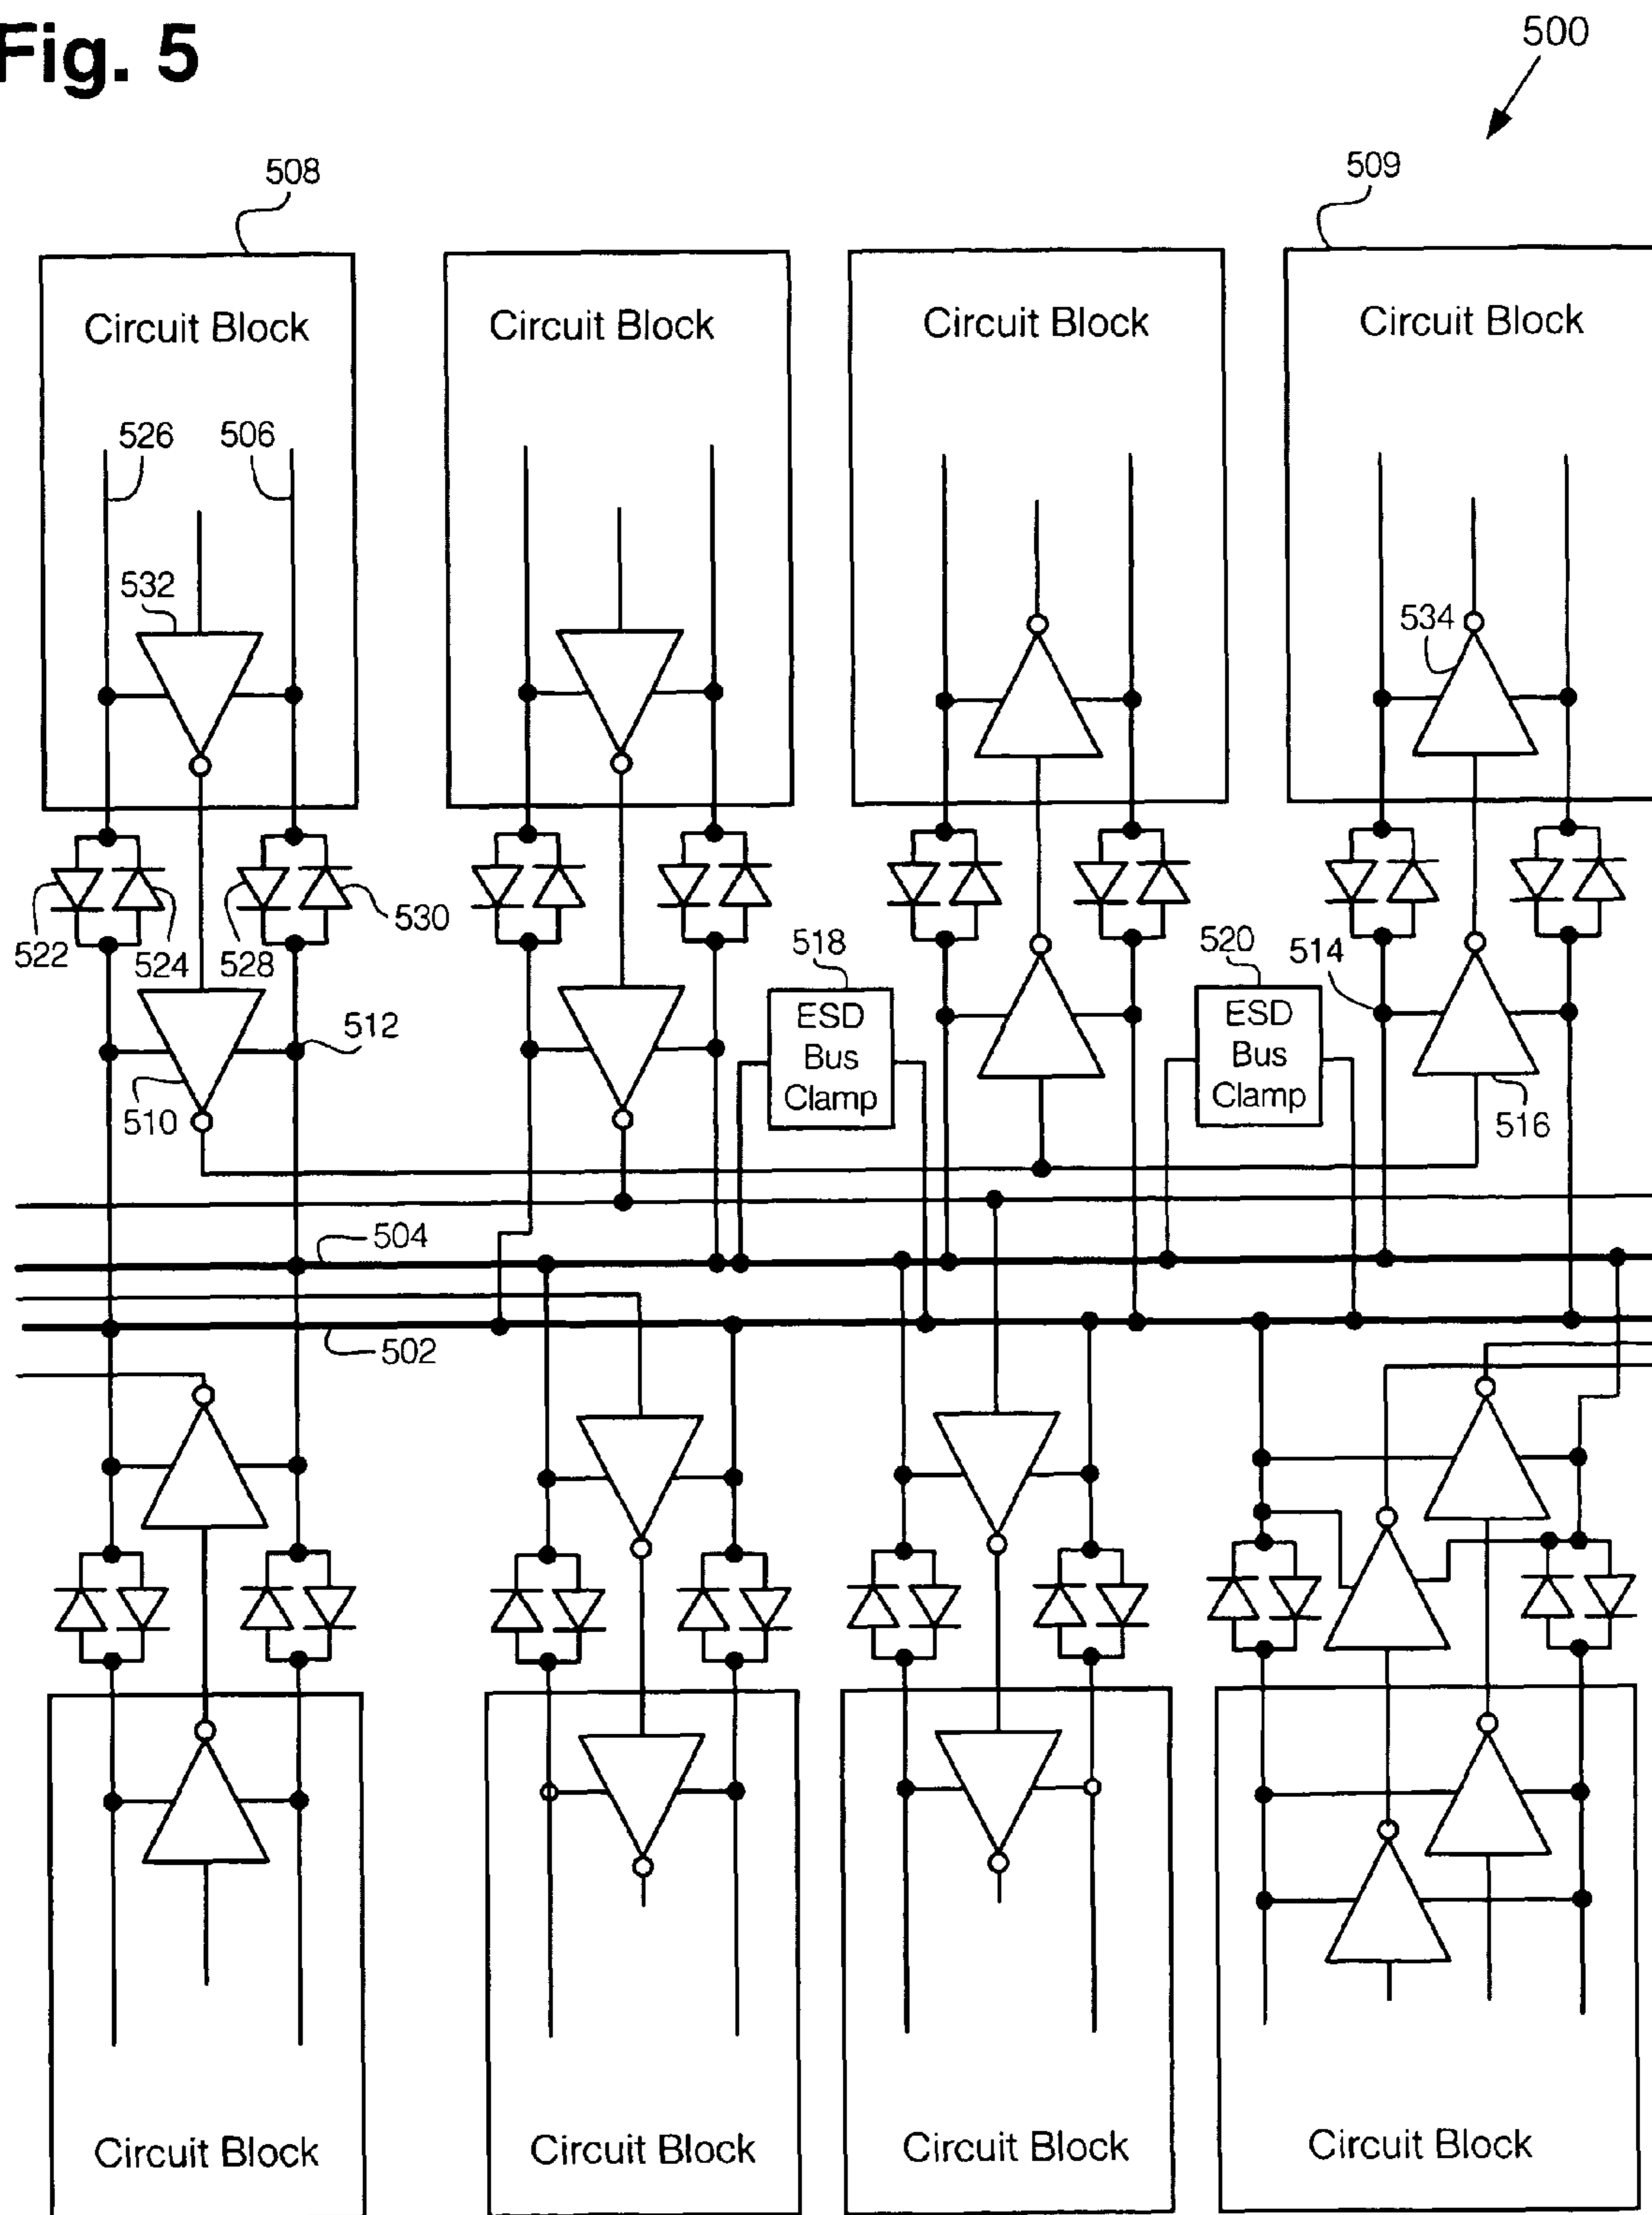 Fig. 5
500
508
509
Circuit Block
Circuit Block
Circuit Block
Circuit Block
526
506
532
534
522
524
528
530
518
520
514
ESD
Bus
Clamp
ESD
Bus
Clamp
512
510
516
504
502
Circuit Block
Circuit Block
Circuit Block
Circuit Block